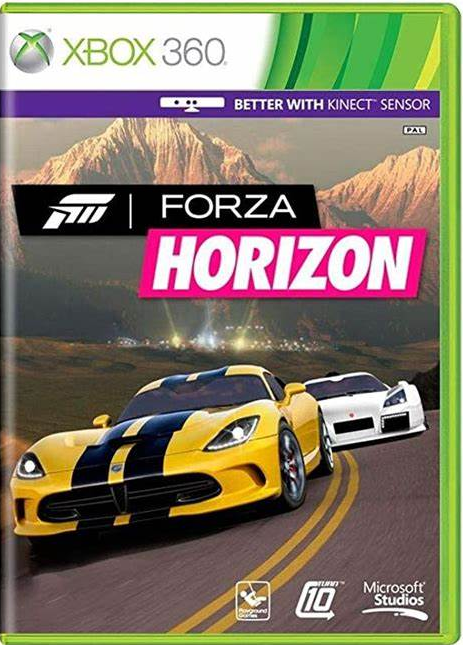 XBOX 360
BETTER WITH KINECT SENSOR
PAL
FORZA
HORIZON
Playground
Games
TURN
10
Microsoft
Studios